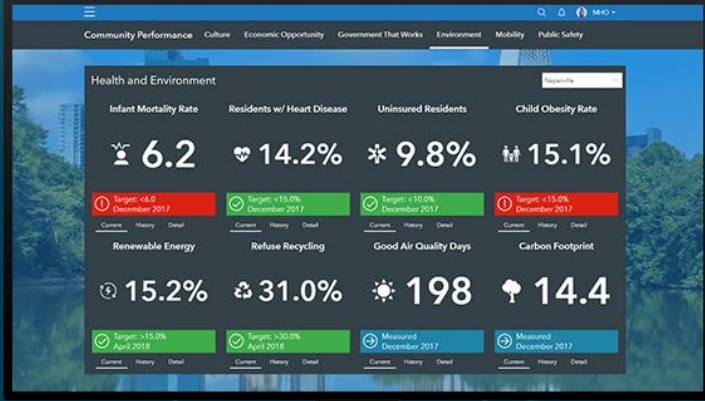 MHO
Community Performance Culture Economic Opportunity Government That Works Environment Mobility Public Safety
Health and Environment
Naperville
Infant Mortality Rate Residents w/ Heart Disease Uninsured Residents Child Obesity Rate
6.2 14.2% 9.8% 15.1%
Target: <6.0 Target: <15.0% Target: <10.0% Target: <15.0%
December 2017 December 2017 December 2017 December 2017
Current History Detail Current History Detail Current History Detail Current History Detail
Renewable Energy Refuse Recycling Good Air Quality Days Carbon Footprint
15.2% 31.0% 198 14.4
Target: >15.0% Target: >30.0% Measured Measured
April 2018 April 2018 December 2017 December 2017
Current History Detail Current History Detail Current History Detail Current History Detail